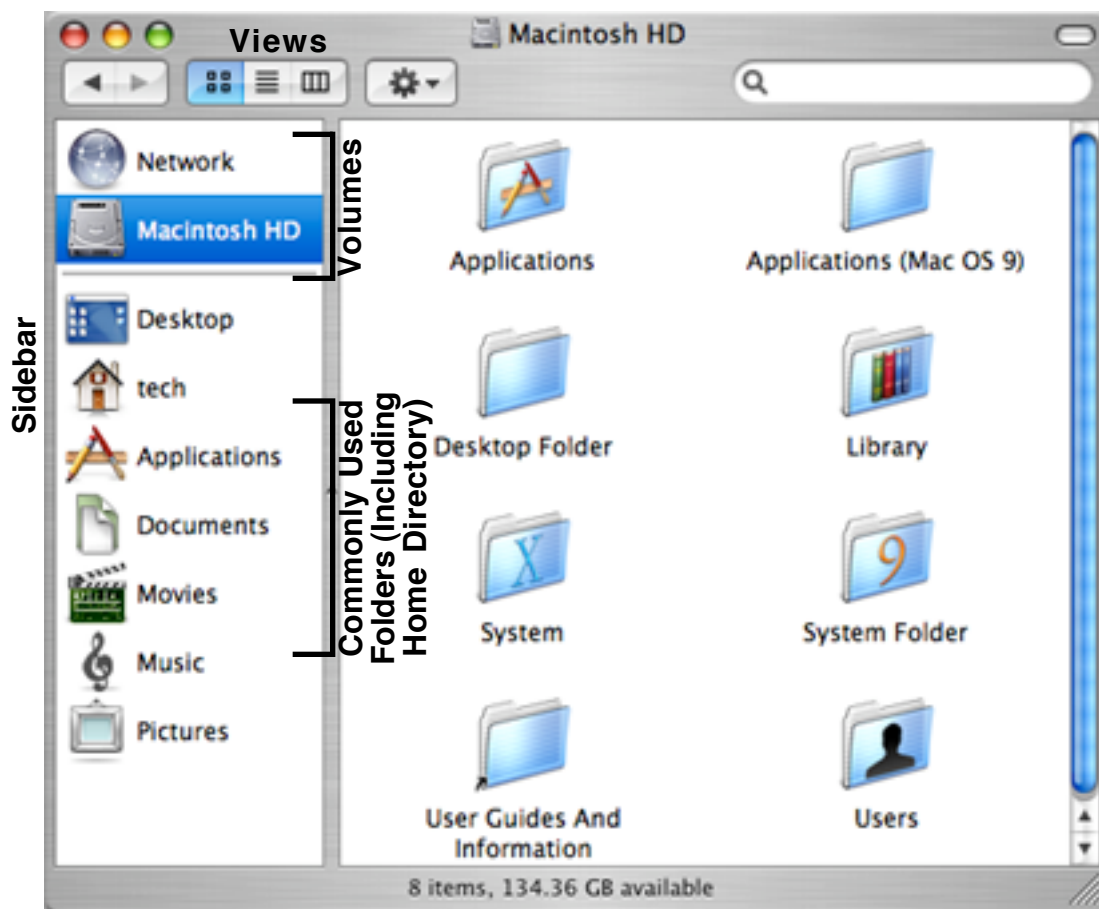 Views
Macintosh HD
Sidebar
Network
Macintosh HD
Volumes
Desktop
tech
Applications
Documents
Movies
Music
Pictures
Commonly Used
Folders (Including
Home Directory)
Applications
Applications (Mac OS 9)
Desktop Folder
Library
System
System Folder
User Guides And
Information
Users
8 items, 134.36 GB available